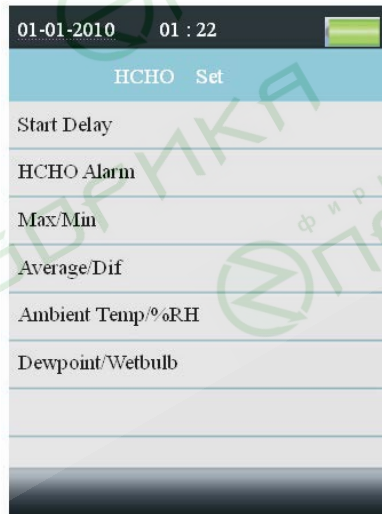 01-01-2010 01 : 22
HCHO Set
Start Delay
HCHO Alarm
Max/Min
Average/Dif
Ambient Temp/%RH
Dewpoint/Wetbulb